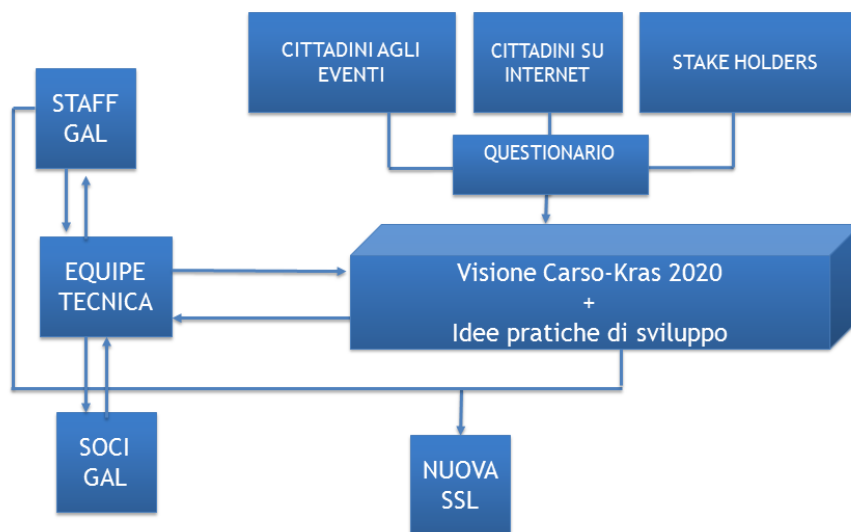 CITTADINI AGLI
EVENTI
CITTADINI SU
INTERNET
STAKE HOLDERS
STAFF
GAL
QUESTIONARIO
EQUIPE
TECNICA
Visione Carso-Kras 2020
+
Idee pratiche di sviluppo
SOCI
GAL
NUOVA
SSL